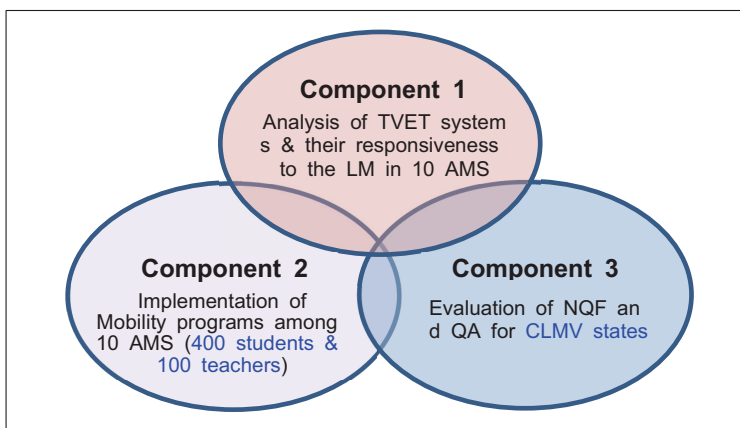 Component 1
Analysis of TVET system
s & their responsiveness
to the LM in 10 AMS
Component 2
Implementation of
Mobility programs among
10 AMS (400 students &
100 teachers)
Component 3
Evaluation of NQF an
d QA for CLMV states